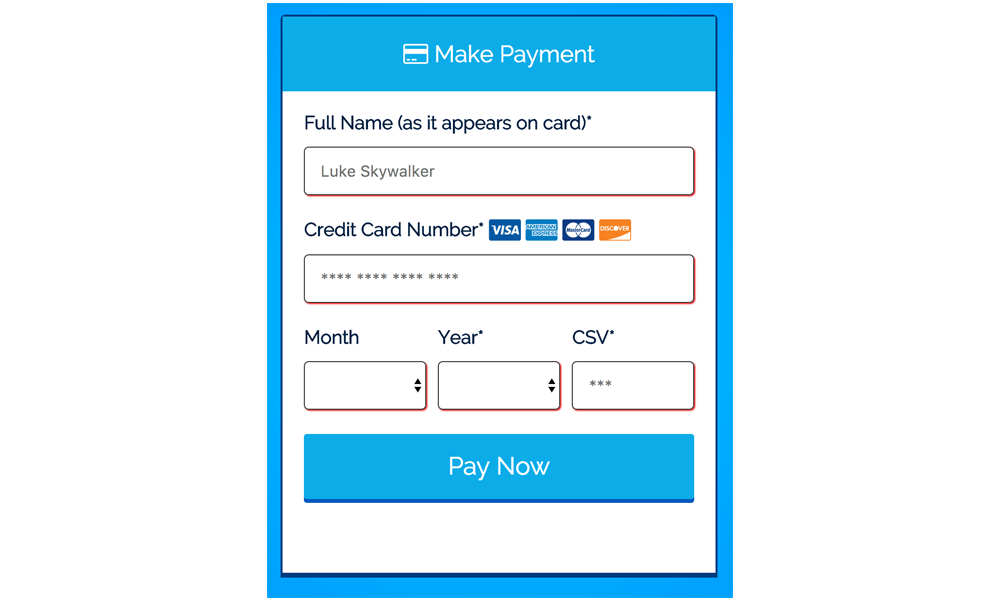 Make Payment
Full Name (as it appears on card)*
Luke Skywalker
Credit Card Number* VISA AMERICAN EXPRESS MasterCard DISCOVER
**** **** **** ****
Month Year* CSV*
***
Pay Now